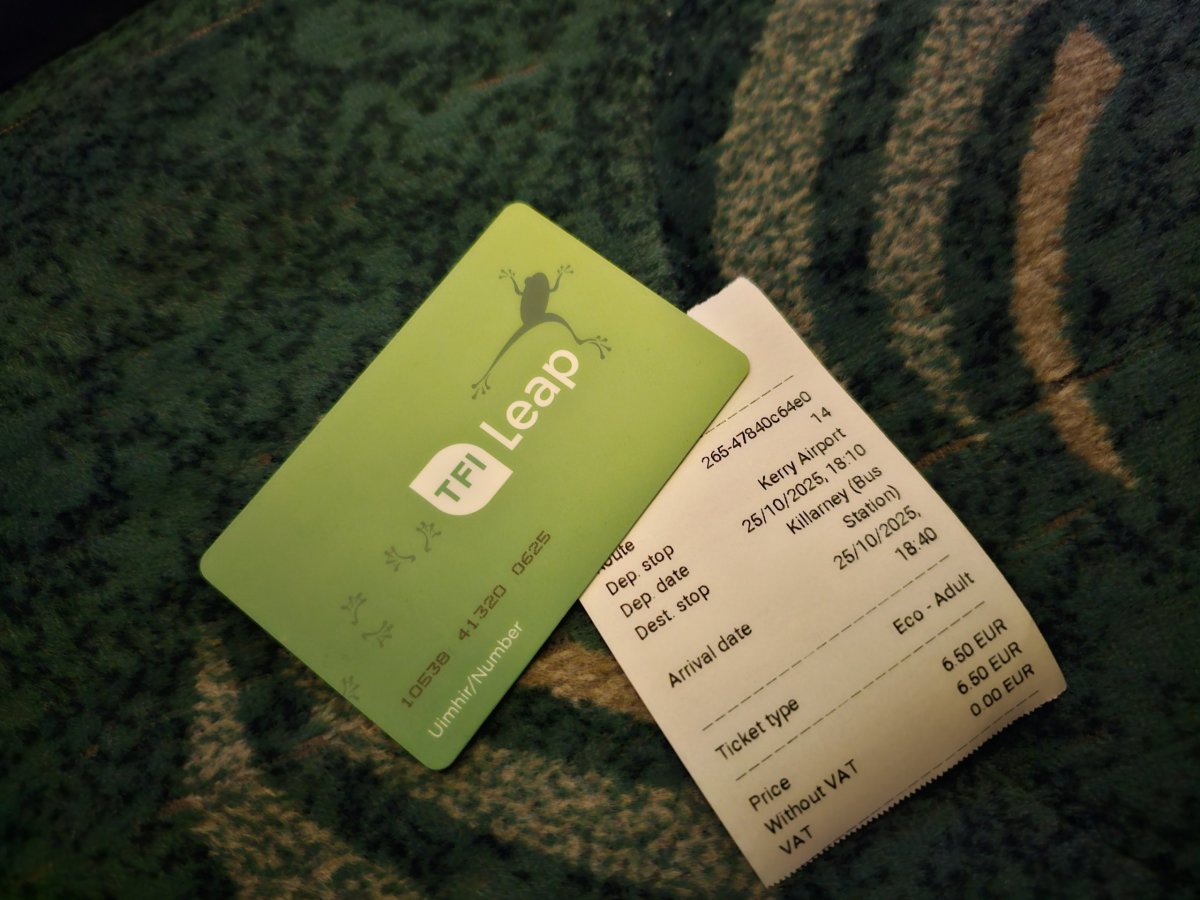 TFI Leap
10538 41320 0625
Uimhir/Number
265-47840c64e0
14
Dep. stop Kerry Airport
Dep. date 25/10/2025, 18:10
Dest. stop Killarney (Bus
Station)
Arrival date 25/10/2025,
18:40
Ticket type Eco - Adult
Price 6.50 EUR
Without VAT 6.50 EUR
VAT 0.00 EUR